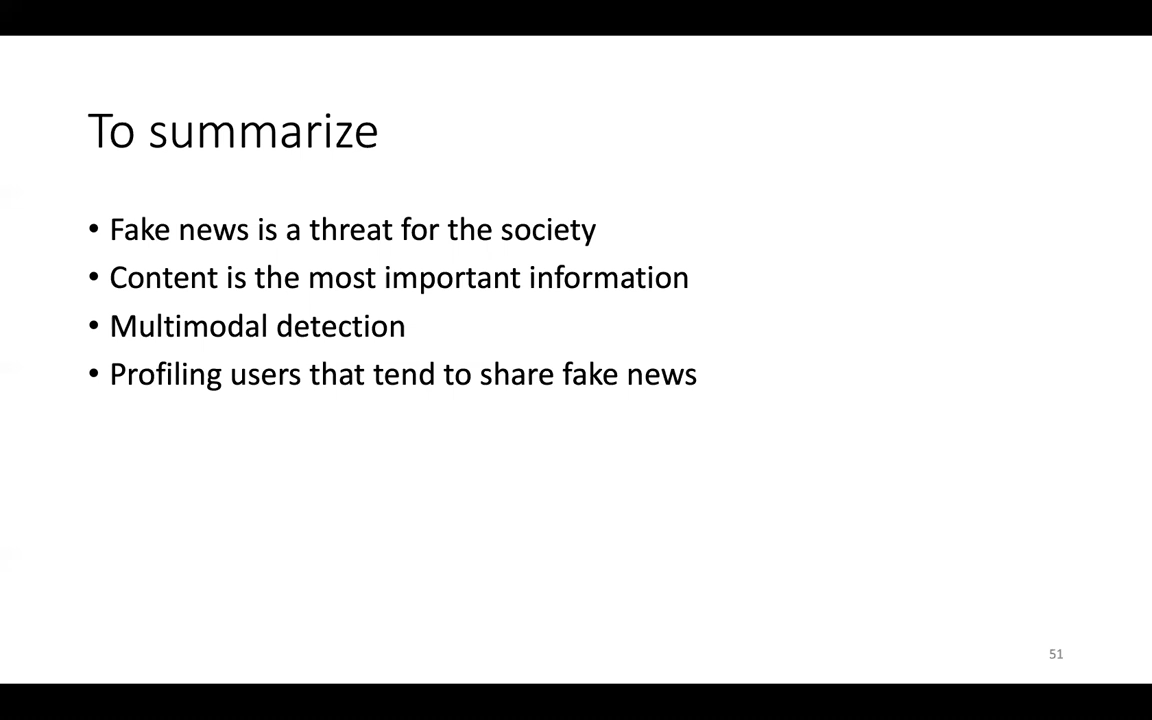 To summarize
• Fake news is a threat for the society
• Content is the most important information
• Multimodal detection
• Profiling users that tend to share fake news
51